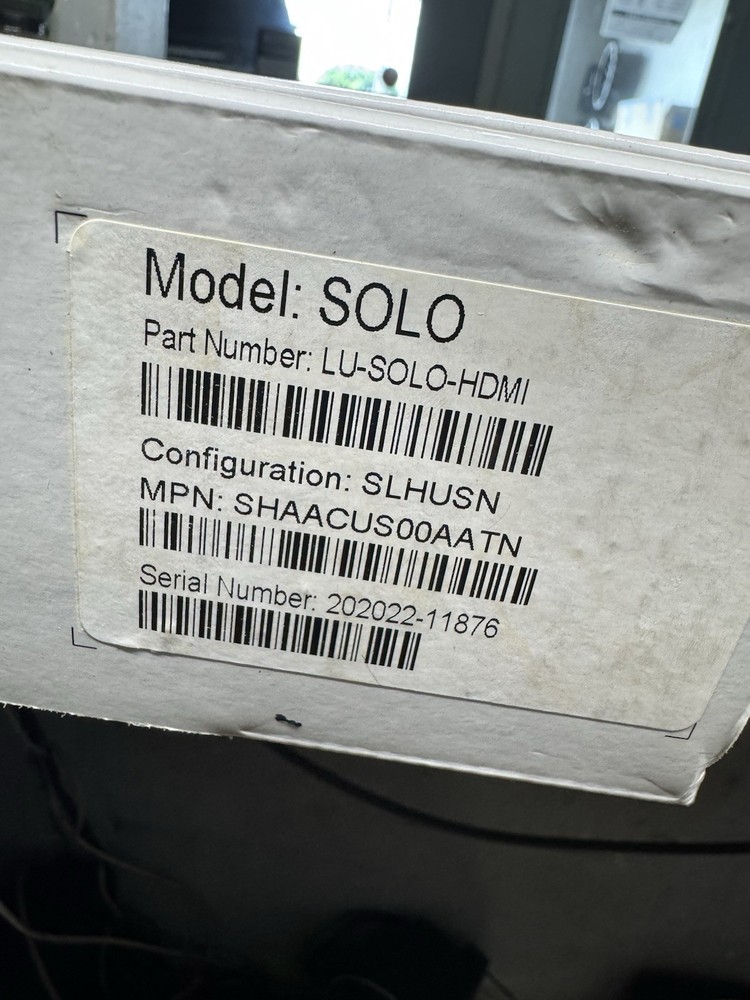 Model: SOLO
Part Number: LU-SOLO-HDMI
Configuration: SLHUSN
MPN: SHAACUS00AATN
Serial Number: 202022-11876